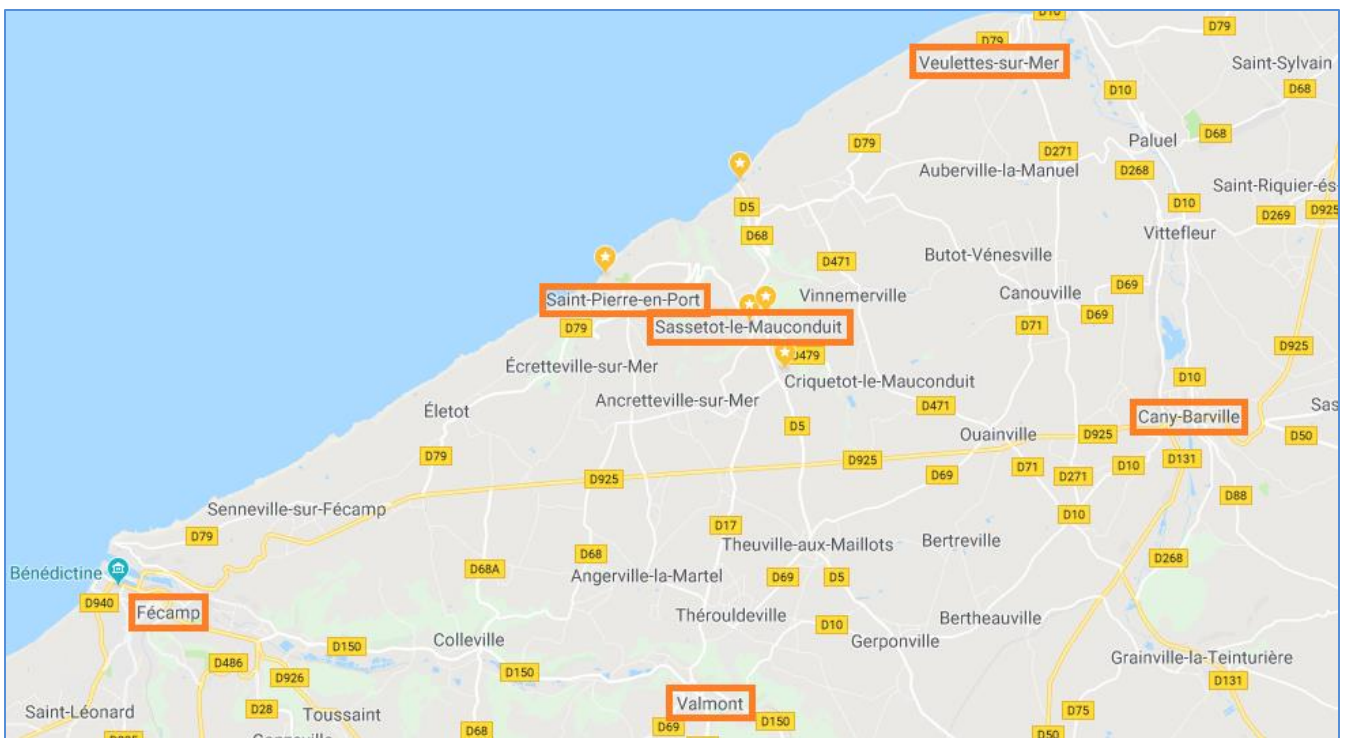 D10
D79
D79
Veulettes-sur-Mer
Saint-Sylvain
D68
D10
Paluel
D68
D79
D271
Auberville-la-Manuel
D268
Saint-Riquier-és-
D5
D10
D269
D925
D68
Vittefleur
D471
Butot-Vénesville
Saint-Pierre-en-Port
Vinnemerville
Canouville
D69
D79
Sassetot-le-Mauconduit
D71
D69
D479
D925
Écretteville-sur-Mer
Criquetot-le-Mauconduit
D10
Életot
Ancretteville-sur-Mer
D471
Cany-Barville
Sas
D5
Ouainville
D925
D50
D79
D925
D925
D69
D71
D271
D10
D131
D88
Senneville-sur-Fécamp
D10
D79
D17
Theuville-aux-Maillots
Bertreville
D68
D268
Bénédictine
D68A
Angerville-la-Martel
D69
D5
D940
Fécamp
Thérouldeville
D10
Bertheauville
Colleville
Gerponville
D150
Grainville-la-Teinturière
D486
D926
D150
D131
Saint-Léonard
D28
Toussaint
Valmont
D75
D68
D69
D150
D50